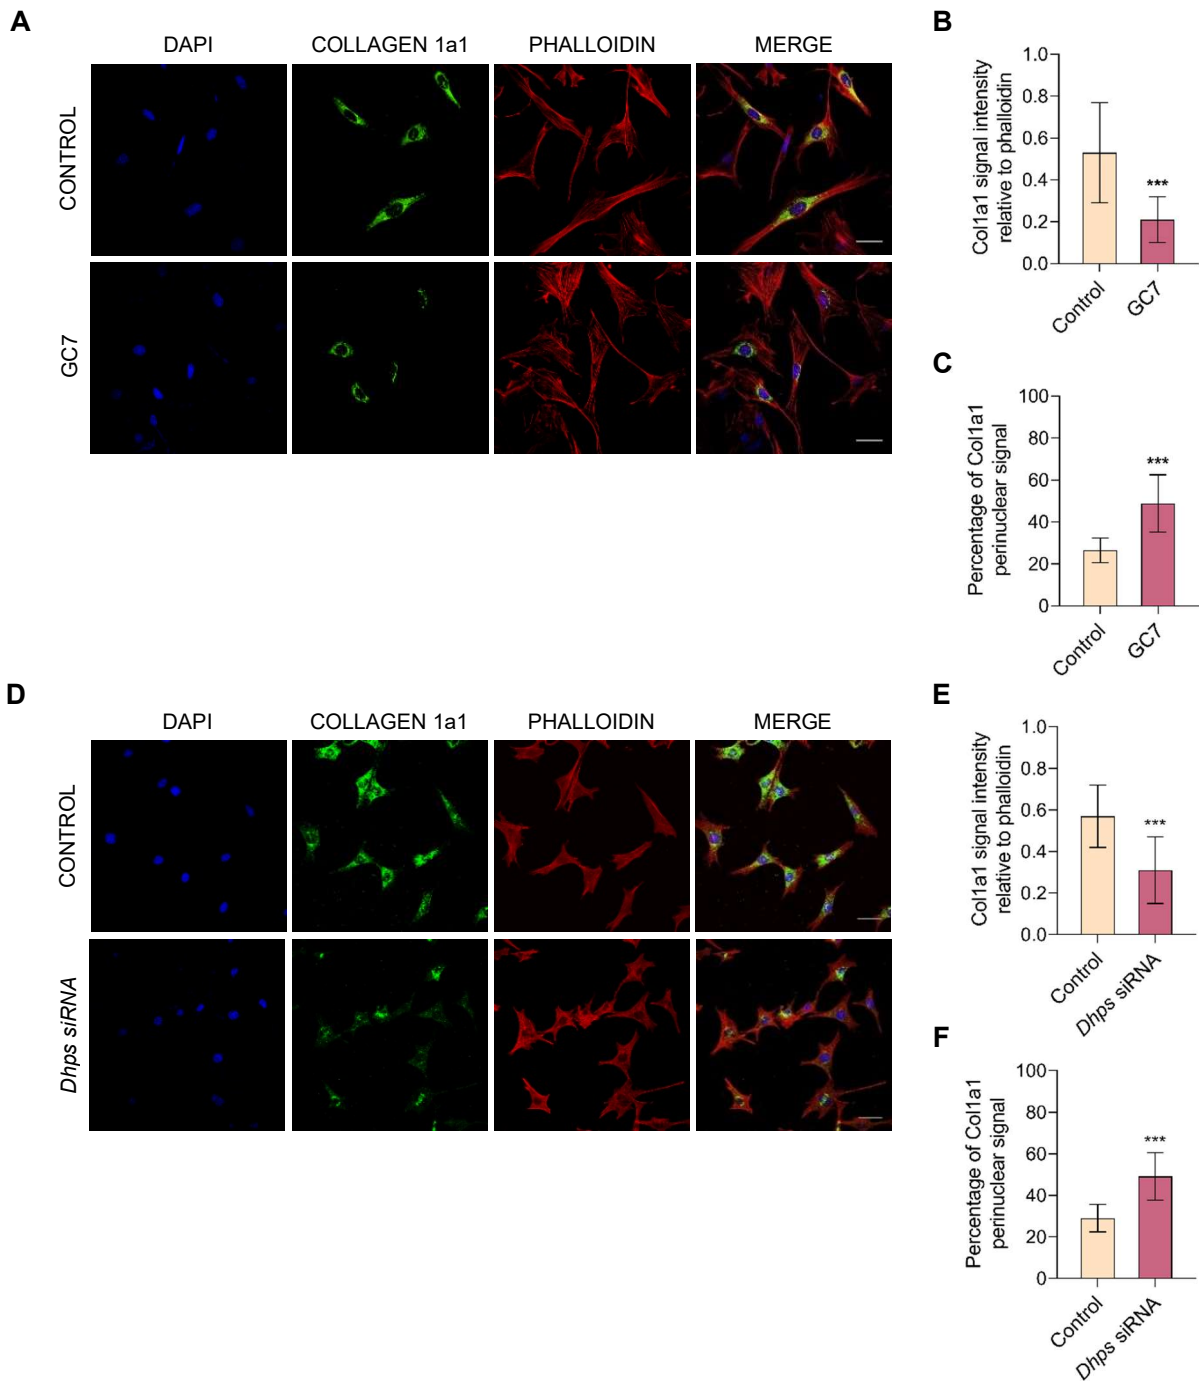 A
DAPI
COLLAGEN 1a1
PHALLOIDIN
MERGE
CONTROL
GC7
B
Col1a1 signal intensity
relative to phalloidin
1.0
0.8
0.6
0.4
0.2
0.0
***
Control
GC7
C
Percentage of Col1a1
perinuclear signal
100
80
60
40
20
0
***
Control
GC7
D
DAPI
COLLAGEN 1a1
PHALLOIDIN
MERGE
CONTROL
Dhps siRNA
E
Col1a1 signal intensity
relative to phalloidin
1.0
0.8
0.6
0.4
0.2
0.0
***
Control
Dhps siRNA
F
Percentage of Col1a1
perinuclear signal
100
80
60
40
20
0
***
Control
Dhps siRNA